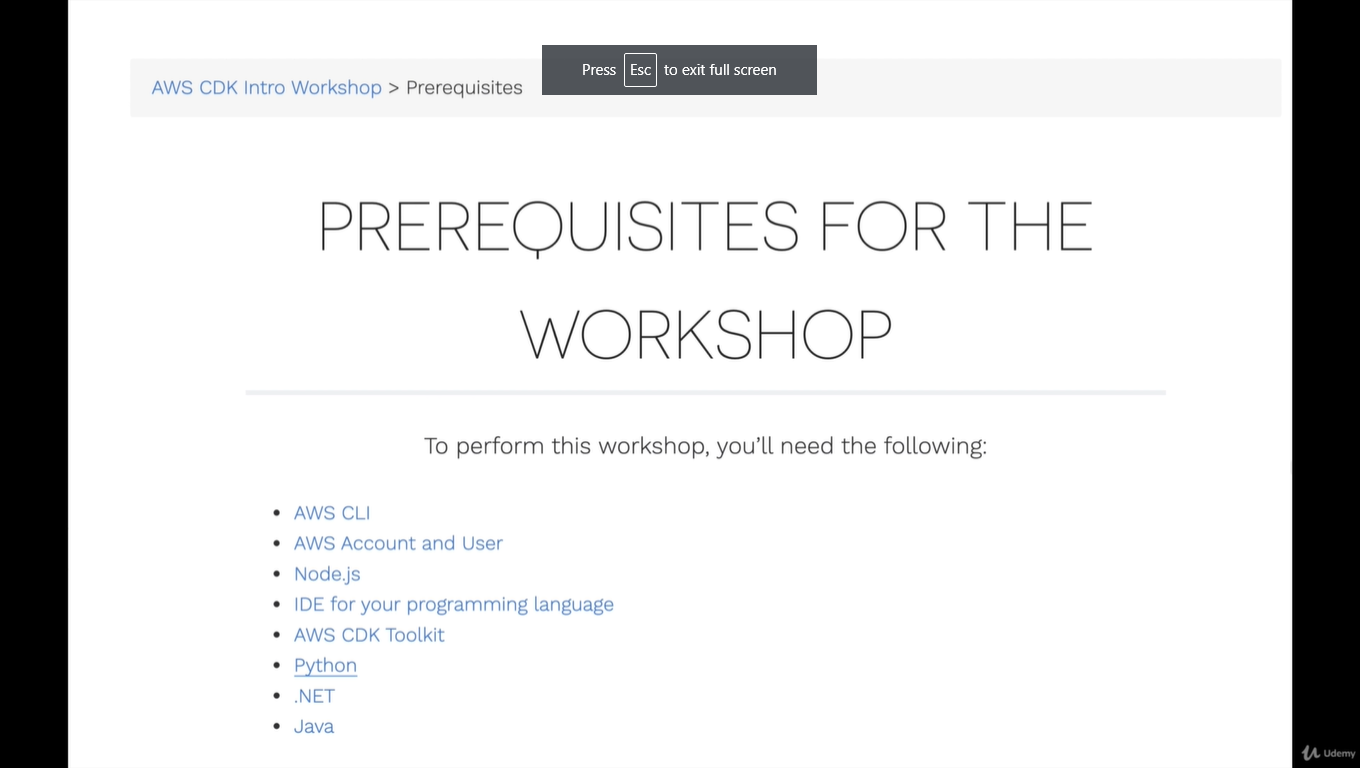 Press Esc to exit full screen
AWS CDK Intro Workshop > Prerequisites
PREREQUISITES FOR THE
WORKSHOP
To perform this workshop, you’ll need the following:
• AWS CLI
• AWS Account and User
• Node.js
• IDE for your programming language
• AWS CDK Toolkit
• Python
• .NET
• Java
Udemy